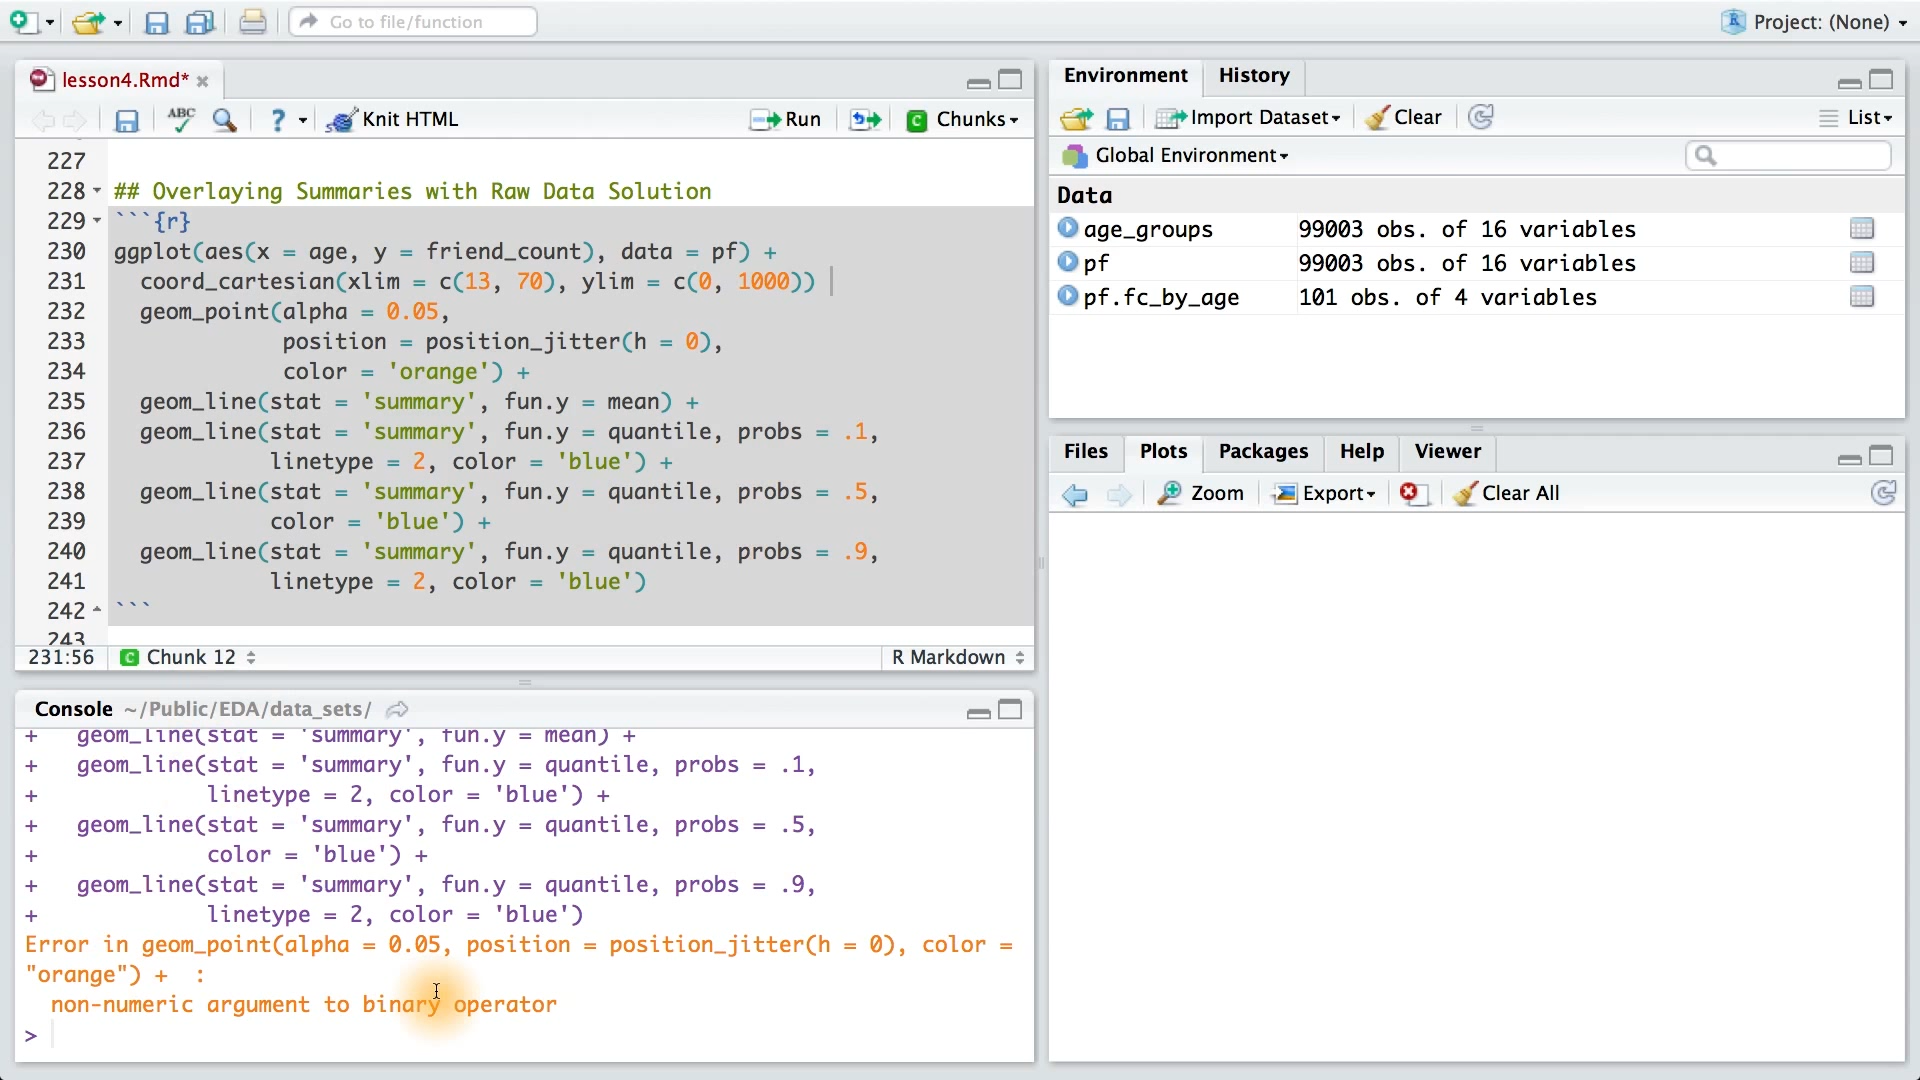 Go to file/function
Project: (None)
lesson4.Rmd*
ABC
?
Knit HTML
Run
C Chunks
227
228 ## Overlaying Summaries with Raw Data Solution
229 ```{r}
230 ggplot(aes(x = age, y = friend_count), data = pf) +
231   coord_cartesian(xlim = c(13, 70), ylim = c(0, 1000))
232   geom_point(alpha = 0.05,
233              position = position_jitter(h = 0),
234              color = 'orange') +
235   geom_line(stat = 'summary', fun.y = mean) +
236   geom_line(stat = 'summary', fun.y = quantile, probs = .1,
237             linetype = 2, color = 'blue') +
238   geom_line(stat = 'summary', fun.y = quantile, probs = .5,
239             color = 'blue') +
240   geom_line(stat = 'summary', fun.y = quantile, probs = .9,
241             linetype = 2, color = 'blue')
242 ```
243
231:56 C Chunk 12 R Markdown
Console ~/Public/EDA/data_sets/
+   geom_line(stat = 'summary', fun.y = mean) +
+   geom_line(stat = 'summary', fun.y = quantile, probs = .1,
+             linetype = 2, color = 'blue') +
+   geom_line(stat = 'summary', fun.y = quantile, probs = .5,
+             color = 'blue') +
+   geom_line(stat = 'summary', fun.y = quantile, probs = .9,
+             linetype = 2, color = 'blue')
Error in geom_point(alpha = 0.05, position = position_jitter(h = 0), color =
"orange") +  :
  non-numeric argument to binary operator
>
Environment History
Import Dataset Clear List
Global Environment
Data
age_groups 99003 obs. of 16 variables
pf 99003 obs. of 16 variables
pf.fc_by_age 101 obs. of 4 variables
Files Plots Packages Help Viewer
Zoom Export Clear All